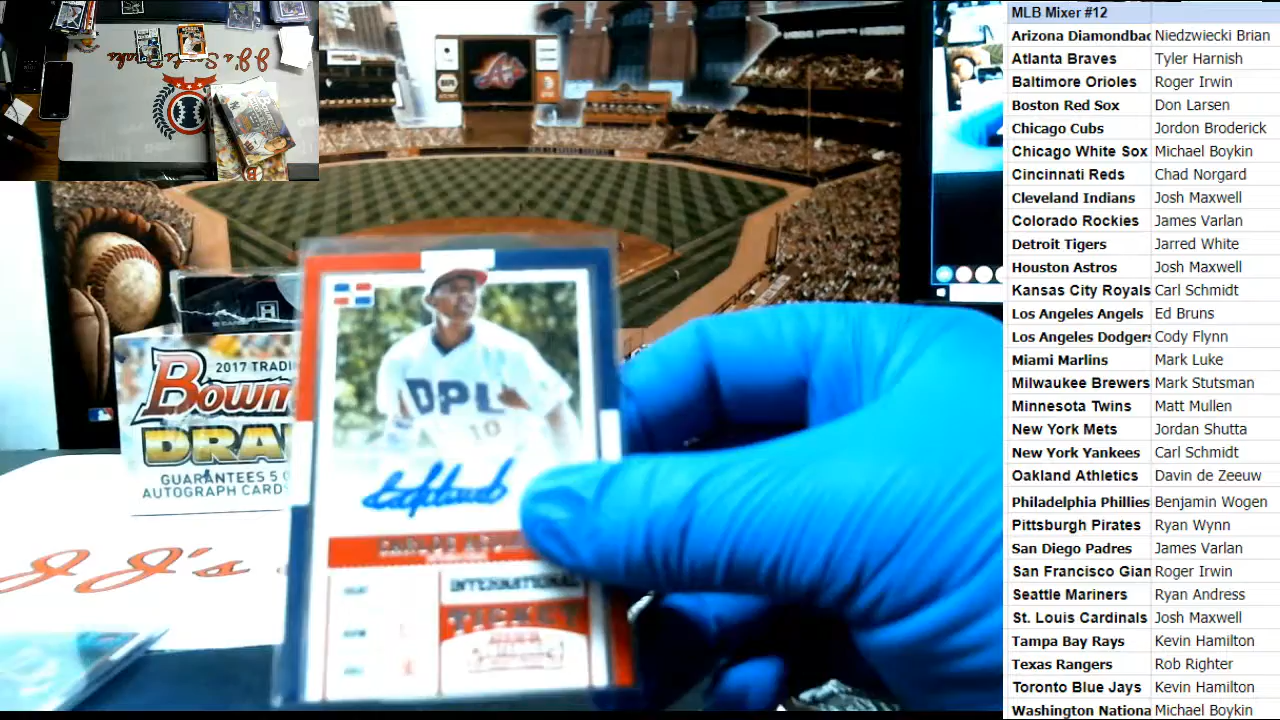 MLB Mixer #12
Arizona Diamondbac Niedzwiecki Brian
Atlanta Braves Tyler Harnish
Baltimore Orioles Roger Irwin
Boston Red Sox Don Larsen
Chicago Cubs Jordon Broderick
Chicago White Sox Michael Boykin
Cincinnati Reds Chad Norgard
Cleveland Indians Josh Maxwell
Colorado Rockies James Varlan
Detroit Tigers Jarred White
Houston Astros Josh Maxwell
Kansas City Royals Carl Schmidt
Los Angeles Angels Ed Bruns
Los Angeles Dodgers Cody Flynn
Miami Marlins Mark Luke
Milwaukee Brewers Mark Stutsman
Minnesota Twins Matt Mullen
New York Mets Jordan Shutta
New York Yankees Carl Schmidt
Oakland Athletics Davin de Zeeuw
Philadelphia Phillies Benjamin Wogen
Pittsburgh Pirates Ryan Wynn
San Diego Padres James Varlan
San Francisco Gian Roger Irwin
Seattle Mariners Ryan Andress
St. Louis Cardinals Josh Maxwell
Tampa Bay Rays Kevin Hamilton
Texas Rangers Rob Righter
Toronto Blue Jays Kevin Hamilton
Washington Nationa Michael Boykin
2017 TRADI
Bowm
DRA
GUARANTEES 5
AUTOGRAPH CARD
JJ's
DPL
10
INTERNATIONAL
TICKET